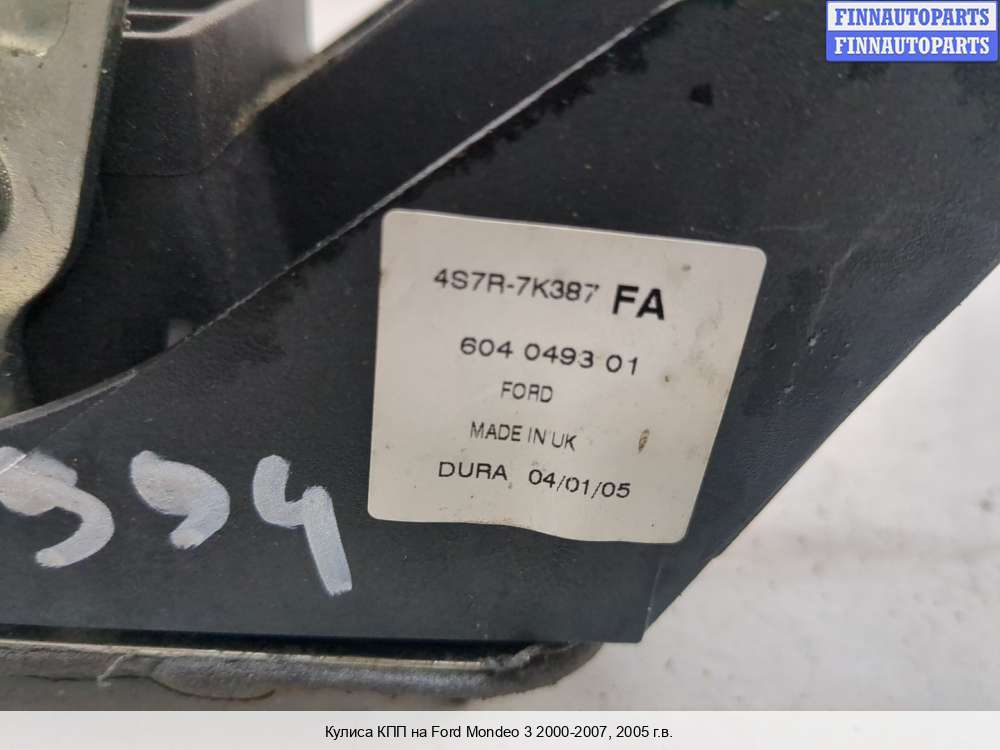 FINNAUTOPARTS
FINNAUTOPARTS
4S7R-7K387 FA
604 0493 01
FORD
MADE IN UK
DURA 04/01/05
994
Кулиса КПП на Ford Mondeo 3 2000-2007, 2005 г.в.